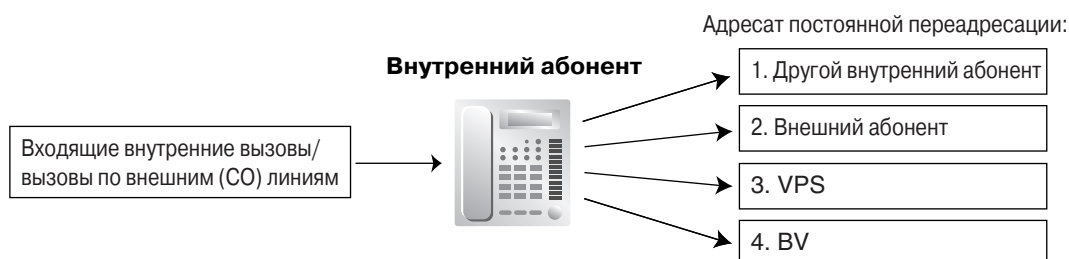 Адресат постоянной переадресации:
Внутренний абонент
1. Другой внутренний абонент
2. Внешний абонент
Входящие внутренние вызовы/
вызовы по внешним (CO) линиям
3. VPS
4. BV